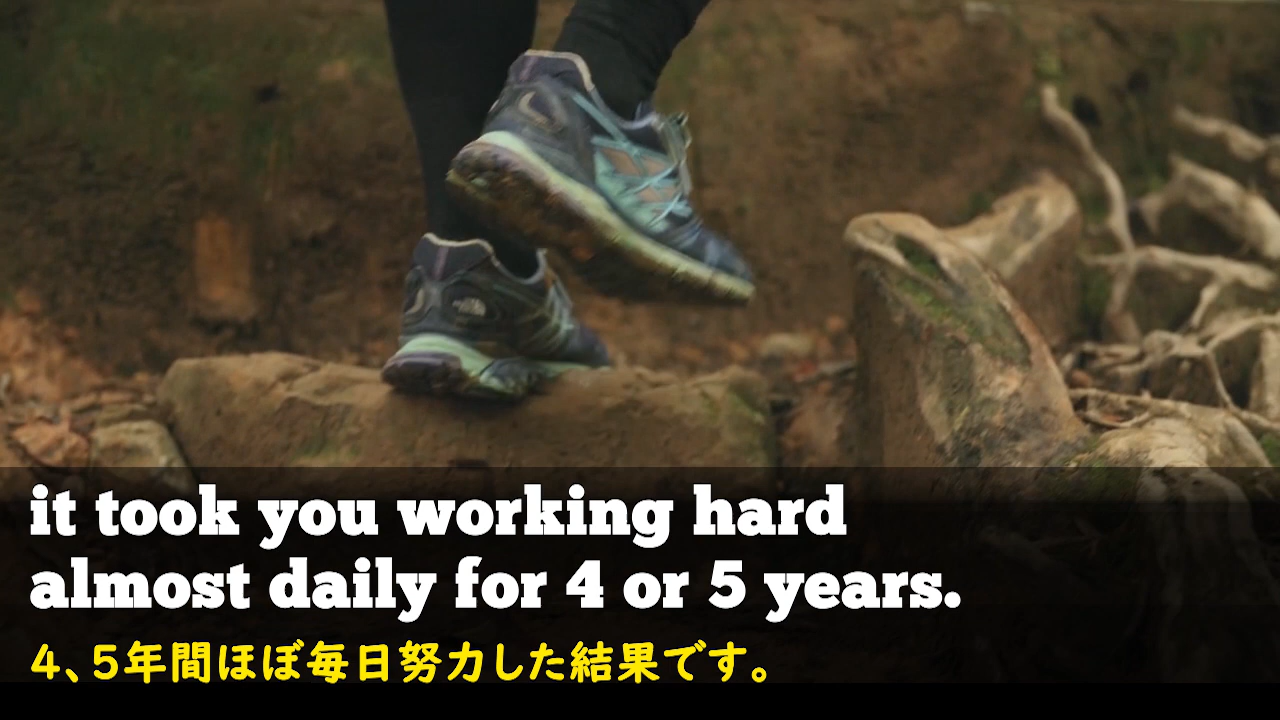 it took you working hard
almost daily for 4 or 5 years.
4、5年間ほぼ毎日努力した結果です。